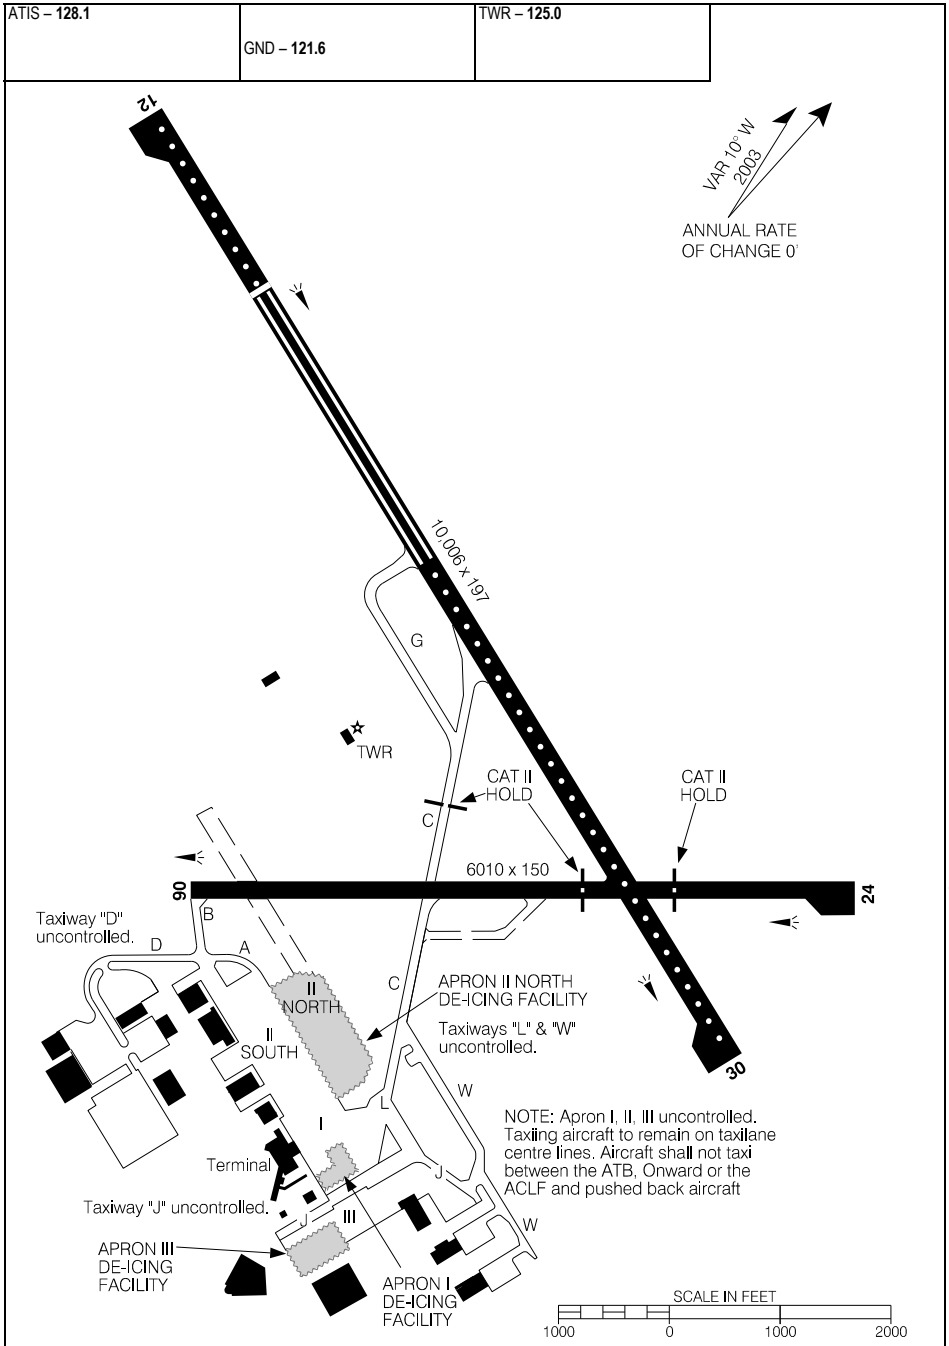 ATIS – 128.1
GND – 121.6
TWR – 125.0
12
VAR 10° W
2003
ANNUAL RATE
OF CHANGE 0'
10,006 x 197
G
TWR
CAT II
HOLD
CAT II
HOLD
C
6010 x 150
06
24
Taxiway "D"
uncontrolled.
B
D
A
C
II
NORTH
APRON II NORTH
DE-ICING FACILITY
II
SOUTH
Taxiways "L" & "W"
uncontrolled.
30
W
L
I
NOTE: Apron I, II, III uncontrolled.
Taxiing aircraft to remain on taxilane
centre lines. Aircraft shall not taxi
between the ATB, Onward or the
ACLF and pushed back aircraft
Terminal
J
Taxiway "J" uncontrolled.
J
III
W
APRON III
DE-ICING
FACILITY
APRON I
DE-ICING
FACILITY
SCALE IN FEET
1000 0 1000 2000